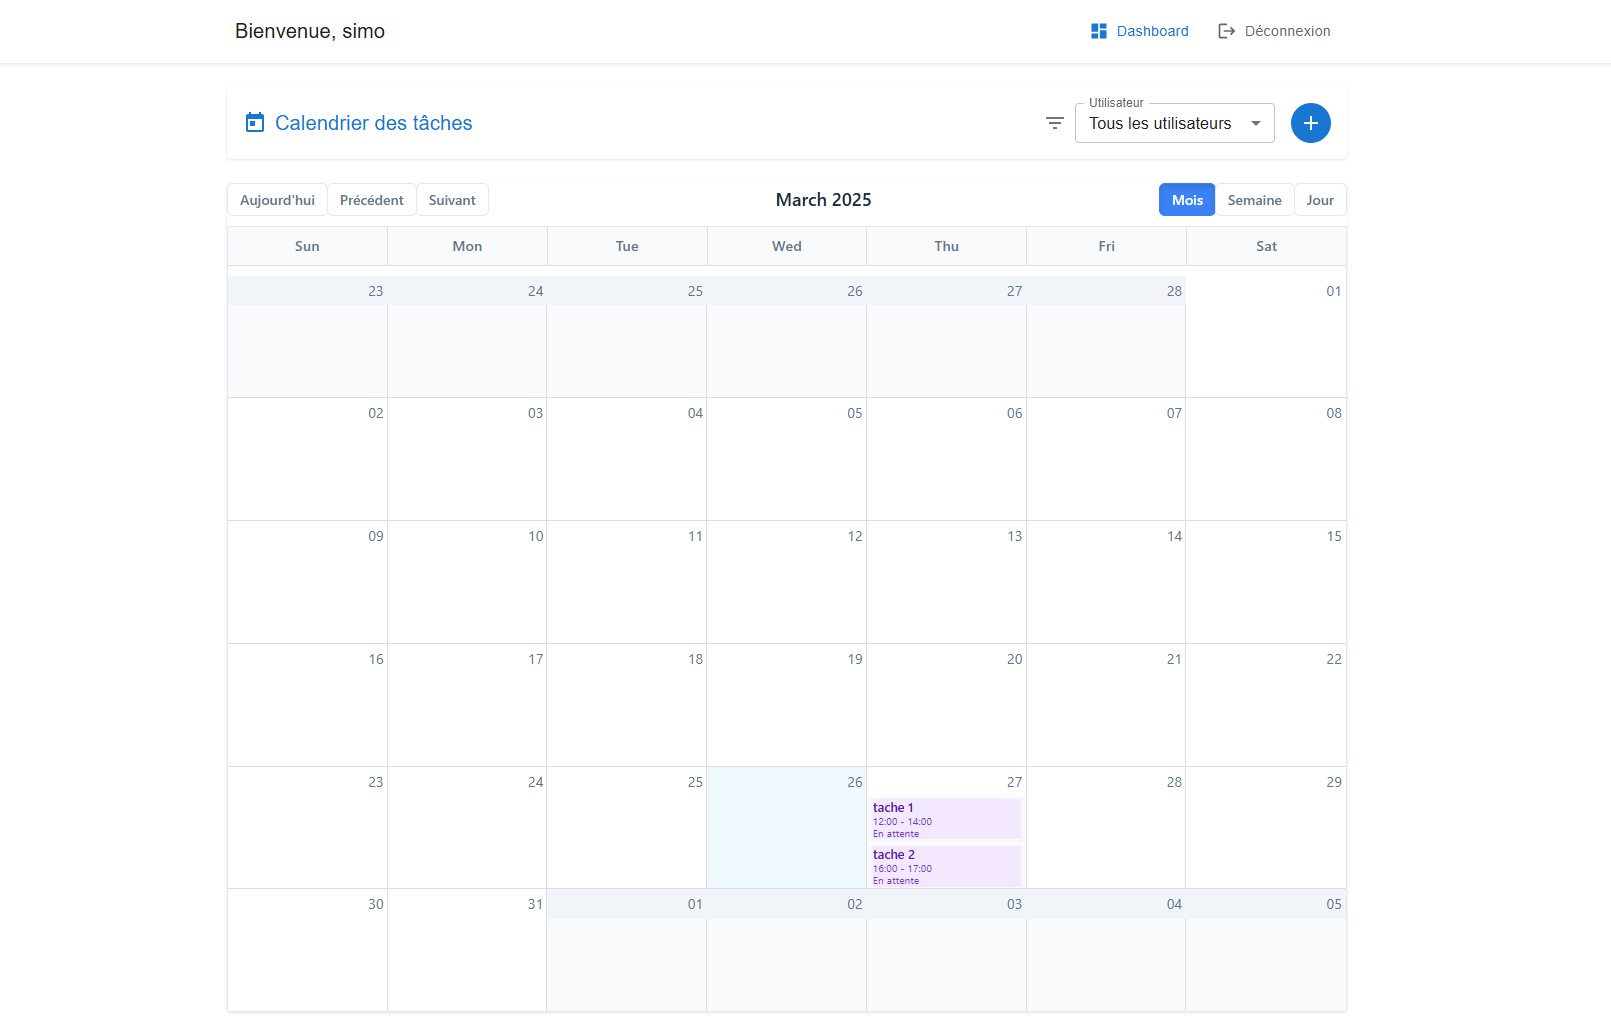 Bienvenue, simo
Dashboard
Déconnexion
Calendrier des tâches
Utilisateur
Tous les utilisateurs
Aujourd'hui Précédent Suivant
March 2025
Mois Semaine Jour
Sun Mon Tue Wed Thu Fri Sat
23 24 25 26 27 28 01
02 03 04 05 06 07 08
09 10 11 12 13 14 15
16 17 18 19 20 21 22
23 24 25 26 27 28 29
tache 1
12:00 - 14:00
En attente
tache 2
16:00 - 17:00
En attente
30 31 01 02 03 04 05